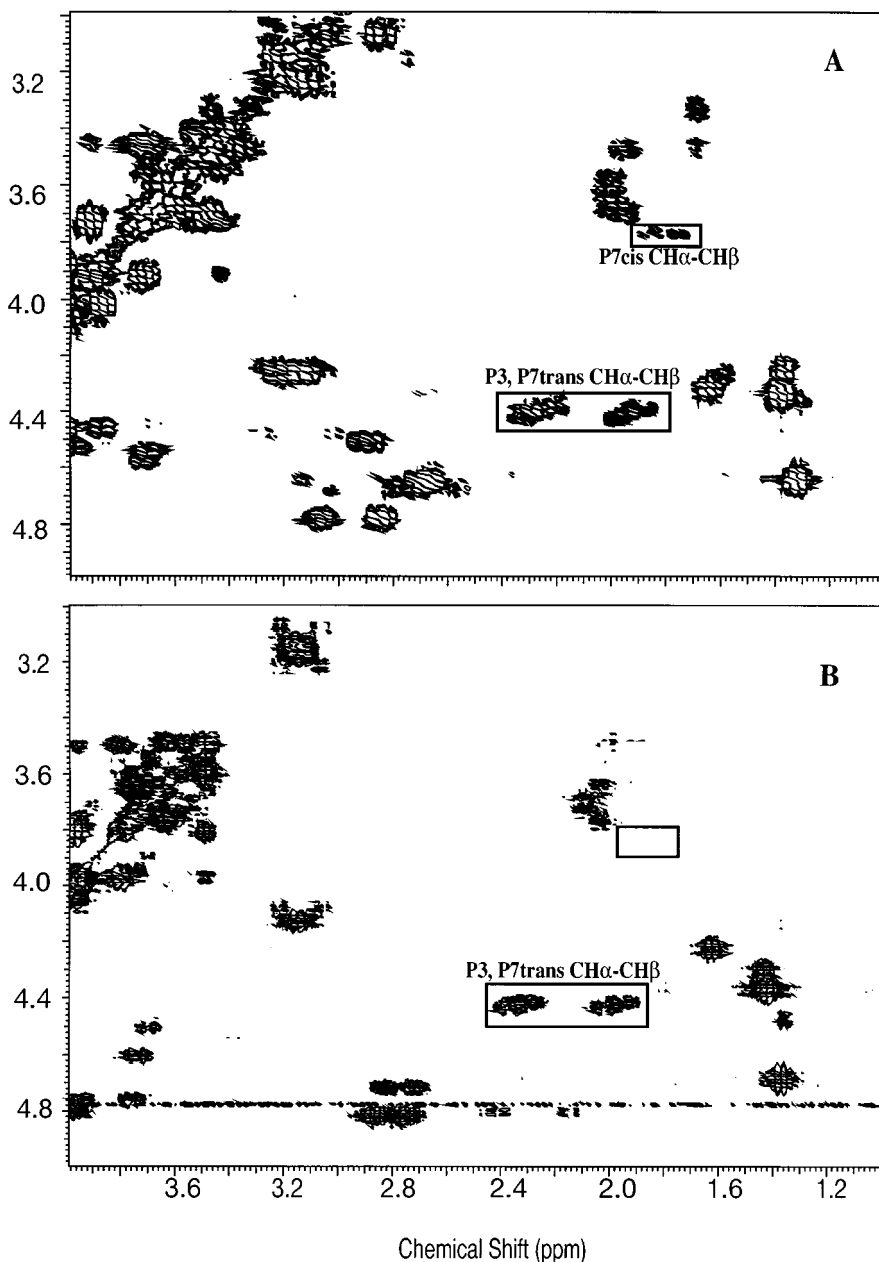 A
3.2
3.6
P7cis CHα-CHβ
4.0
P3, P7trans CHα-CHβ
4.4
4.8
B
3.2
3.6
4.0
P3, P7trans CHα-CHβ
4.4
4.8
3.6 3.2 2.8 2.4 2.0 1.6 1.2
Chemical Shift (ppm)